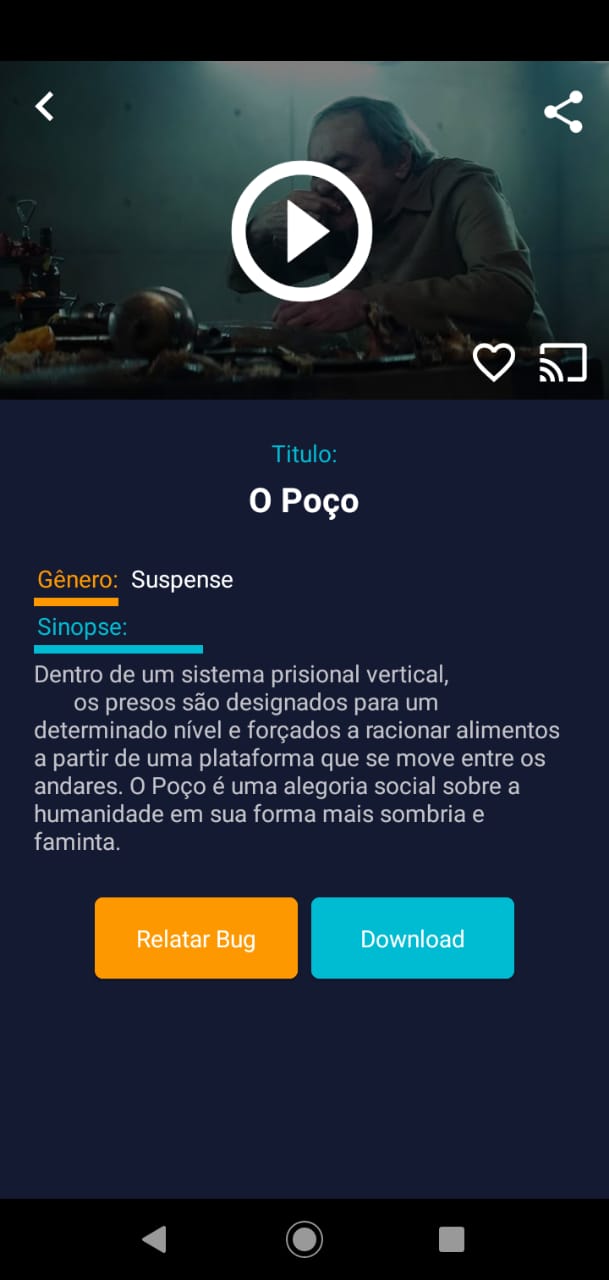 Titulo:
O Poço
Gênero: Suspense
Sinopse:
Dentro de um sistema prisional vertical,
os presos são designados para um
determinado nível e forçados a racionar alimentos
a partir de uma plataforma que se move entre os
andares. O Poço é uma alegoria social sobre a
humanidade em sua forma mais sombria e
faminta.
Relatar Bug
Download